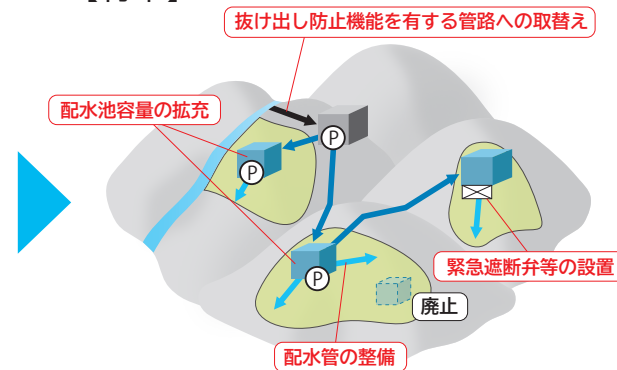 抜け出し防止機能を有する管路への取替え
配水池容量の拡充
P
P
P
緊急遮断弁等の設置
廃止
配水管の整備